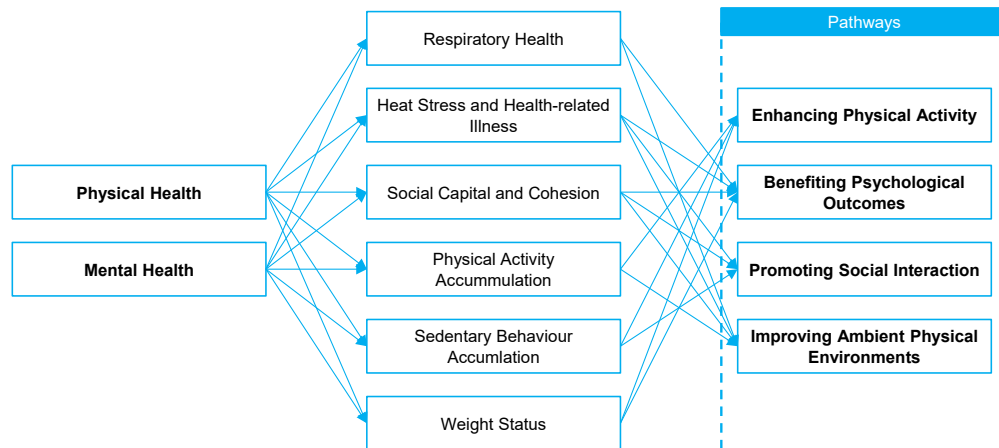 Pathways
Physical Health
Mental Health
Respiratory Health
Heat Stress and Health-related
Illness
Social Capital and Cohesion
Physical Activity
Accummulation
Sedentary Behaviour
Accumlation
Weight Status
Enhancing Physical Activity
Benefiting Psychological
Outcomes
Promoting Social Interaction
Improving Ambient Physical
Environments